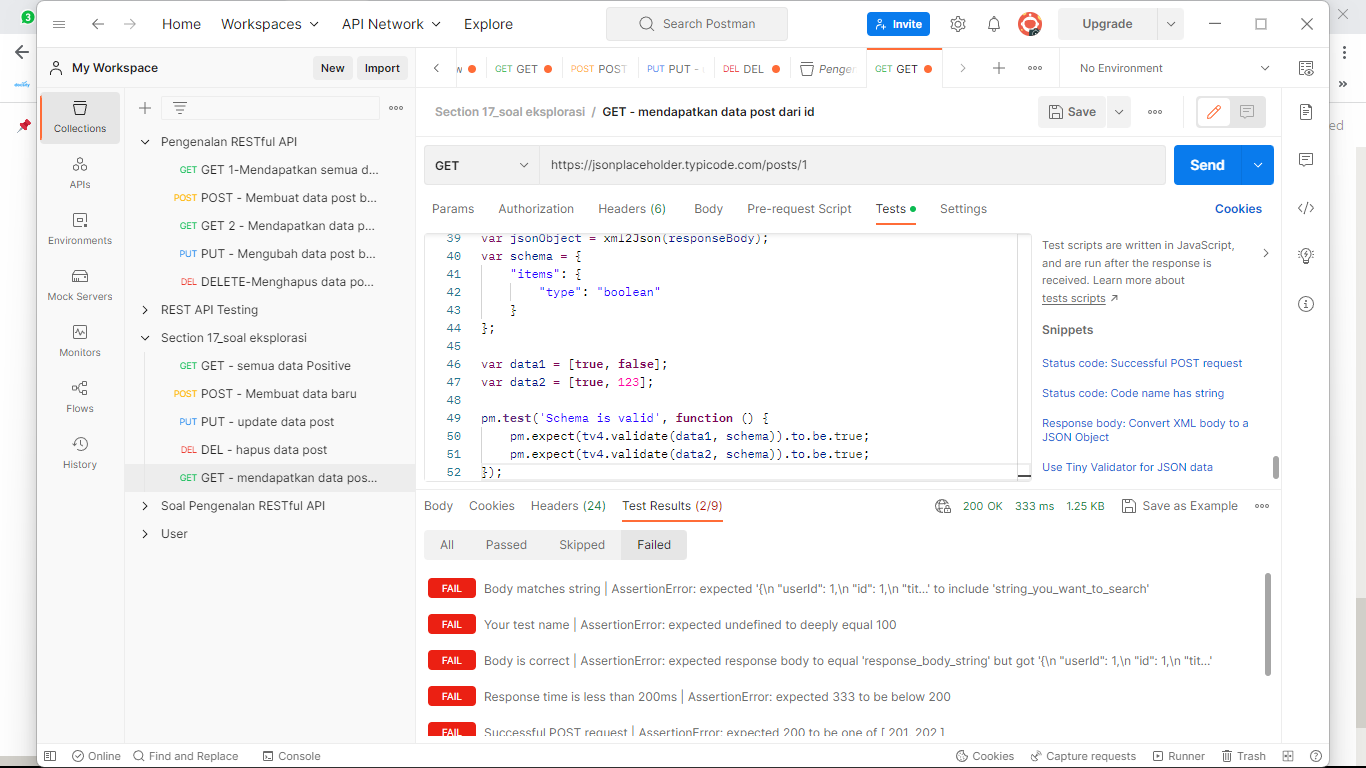 3
Home
Workspaces
API Network
Explore
Search Postman
Invite
Upgrade
My Workspace
New
Import
GET GET
POST POST
PUT PUT -
DEL DEL
Penger
GET GET
No Environment
Collections
APIs
Environments
Mock Servers
Monitors
Flows
History
Pengenalan RESTful API
GET GET 1-Mendapatkan semua d...
POST POST - Membuat data post b...
GET GET 2 - Mendapatkan data p...
PUT PUT - Mengubah data post b...
DEL DELETE-Menghapus data po...
REST API Testing
Section 17_soal eksplorasi
GET GET - semua data Positive
POST POST - Membuat data baru
PUT PUT - update data post
DEL DEL - hapus data post
GET GET - mendapatkan data pos...
Soal Pengenalan RESTful API
User
Section 17_soal eksplorasi / GET - mendapatkan data post dari id
Save
GET
https://jsonplaceholder.typicode.com/posts/1
Send
Params
Authorization
Headers (6)
Body
Pre-request Script
Tests
Settings
Cookies
39 var jsonObject = xml2Json(responseBody);
40 var schema = {
41 "items": {
42 "type": "boolean"
43 }
44 };
45
46 var data1 = [true, false];
47 var data2 = [true, 123];
48
49 pm.test('Schema is valid', function () {
50 pm.expect(tv4.validate(data1, schema)).to.be.true;
51 pm.expect(tv4.validate(data2, schema)).to.be.true;
52 });
Test scripts are written in JavaScript,
and are run after the response is
received. Learn more about
tests scripts
Snippets
Status code: Successful POST request
Status code: Code name has string
Response body: Convert XML body to a
JSON Object
Use Tiny Validator for JSON data
Body
Cookies
Headers (24)
Test Results (2/9)
200 OK
333 ms
1.25 KB
Save as Example
All
Passed
Skipped
Failed
FAIL Body matches string | AssertionError: expected '{\n "userId": 1,\n "id": 1,\n "tit...' to include 'string_you_want_to_search'
FAIL Your test name | AssertionError: expected undefined to deeply equal 100
FAIL Body is correct | AssertionError: expected response body to equal 'response_body_string' but got '{\n "userId": 1,\n "id": 1,\n "tit...'
FAIL Response time is less than 200ms | AssertionError: expected 333 to be below 200
FAIL Successful POST request | AssertionError: expected 200 to be one of [ 201, 202 ]
Online
Find and Replace
Console
Cookies
Capture requests
Runner
Trash